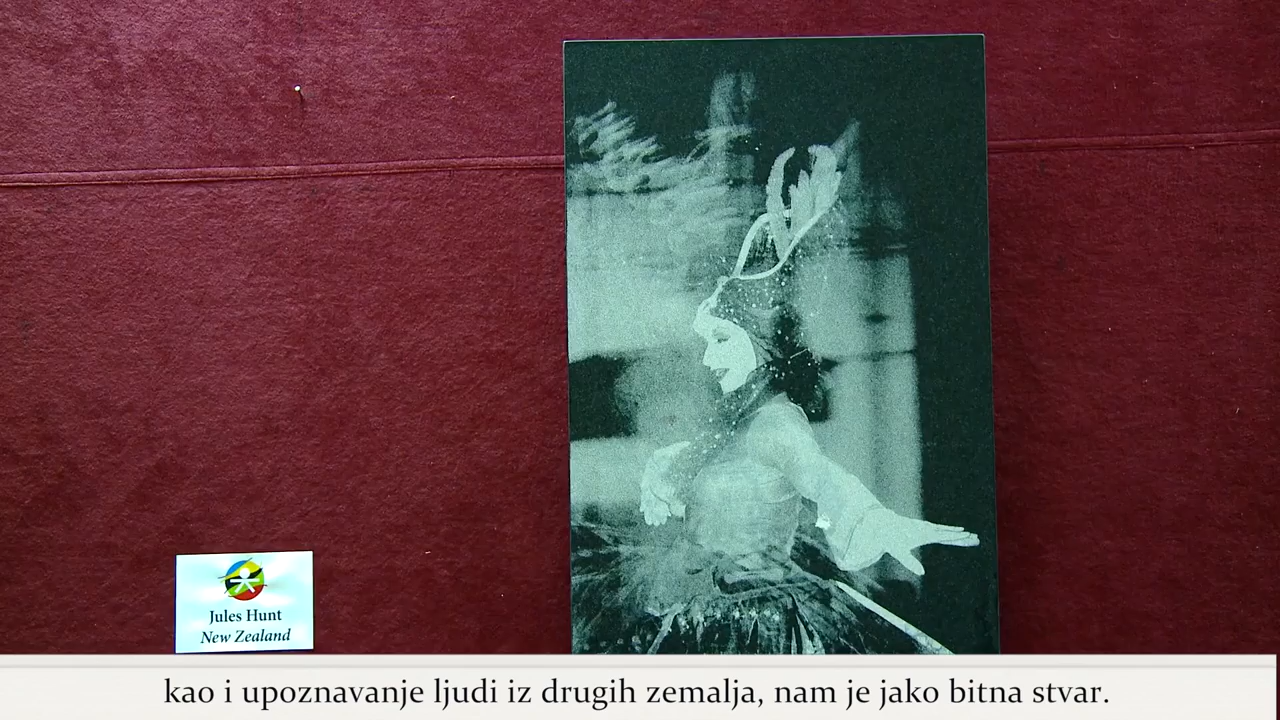 Jules Hunt
New Zealand
kao i upoznavanje ljudi iz drugih zemalja, nam je jako bitna stvar.